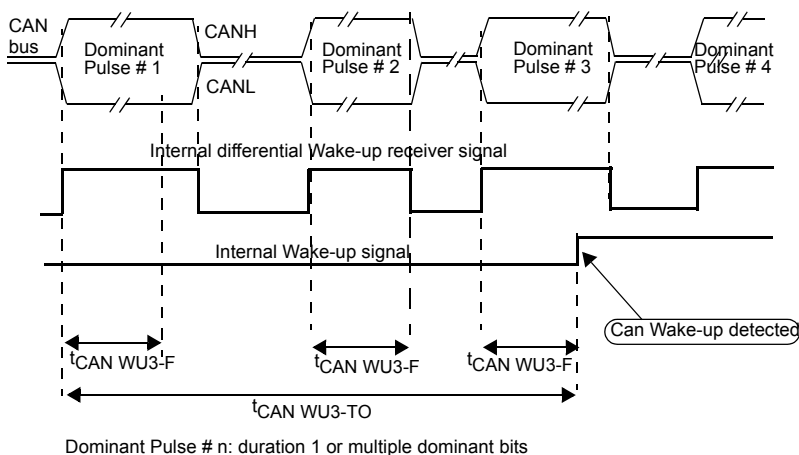 CAN
bus
CANH
CANL
Dominant
Pulse # 1
Dominant
Pulse # 2
Dominant
Pulse # 3
Dominant
Pulse # 4
Internal differential Wake-up receiver signal
Internal Wake-up signal
Can Wake-up detected
tCAN WU3-F
tCAN WU3-F
tCAN WU3-F
tCAN WU3-TO
Dominant Pulse # n: duration 1 or multiple dominant bits